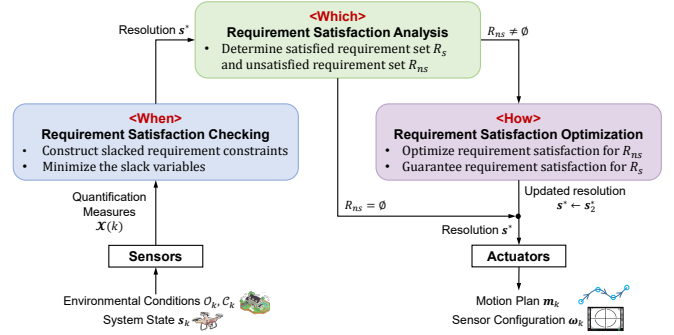 <Which>
Requirement Satisfaction Analysis
• Determine satisfied requirement set R_s
and unsatisfied requirement set R_ns
Resolution s*
R_ns ≠ ∅
<When>
Requirement Satisfaction Checking
• Construct slacked requirement constraints
• Minimize the slack variables
<How>
Requirement Satisfaction Optimization
• Optimize requirement satisfaction for R_ns
• Guarantee requirement satisfaction for R_s
Quantification
Measures
𝒳(k)
R_ns = ∅
Updated resolution
s* ← s₂*
Resolution s*
Sensors
Actuators
Environmental Conditions 𝒪_k, 𝒞_k
System State s_k
Motion Plan m_k
Sensor Configuration ω_k